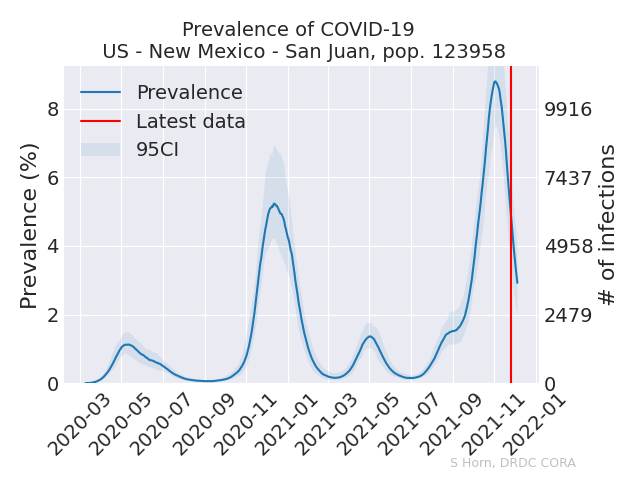 Prevalence of COVID-19
US - New Mexico - San Juan, pop. 123958
Prevalence
Latest data
95CI
Prevalence (%)
8
6
4
2
0
9916
7437
4958
2479
0
# of infections
2020-03
2020-05
2020-07
2020-09
2020-11
2021-01
2021-03
2021-05
2021-07
2021-09
2021-11
2022-01
S Horn, DRDC CORA